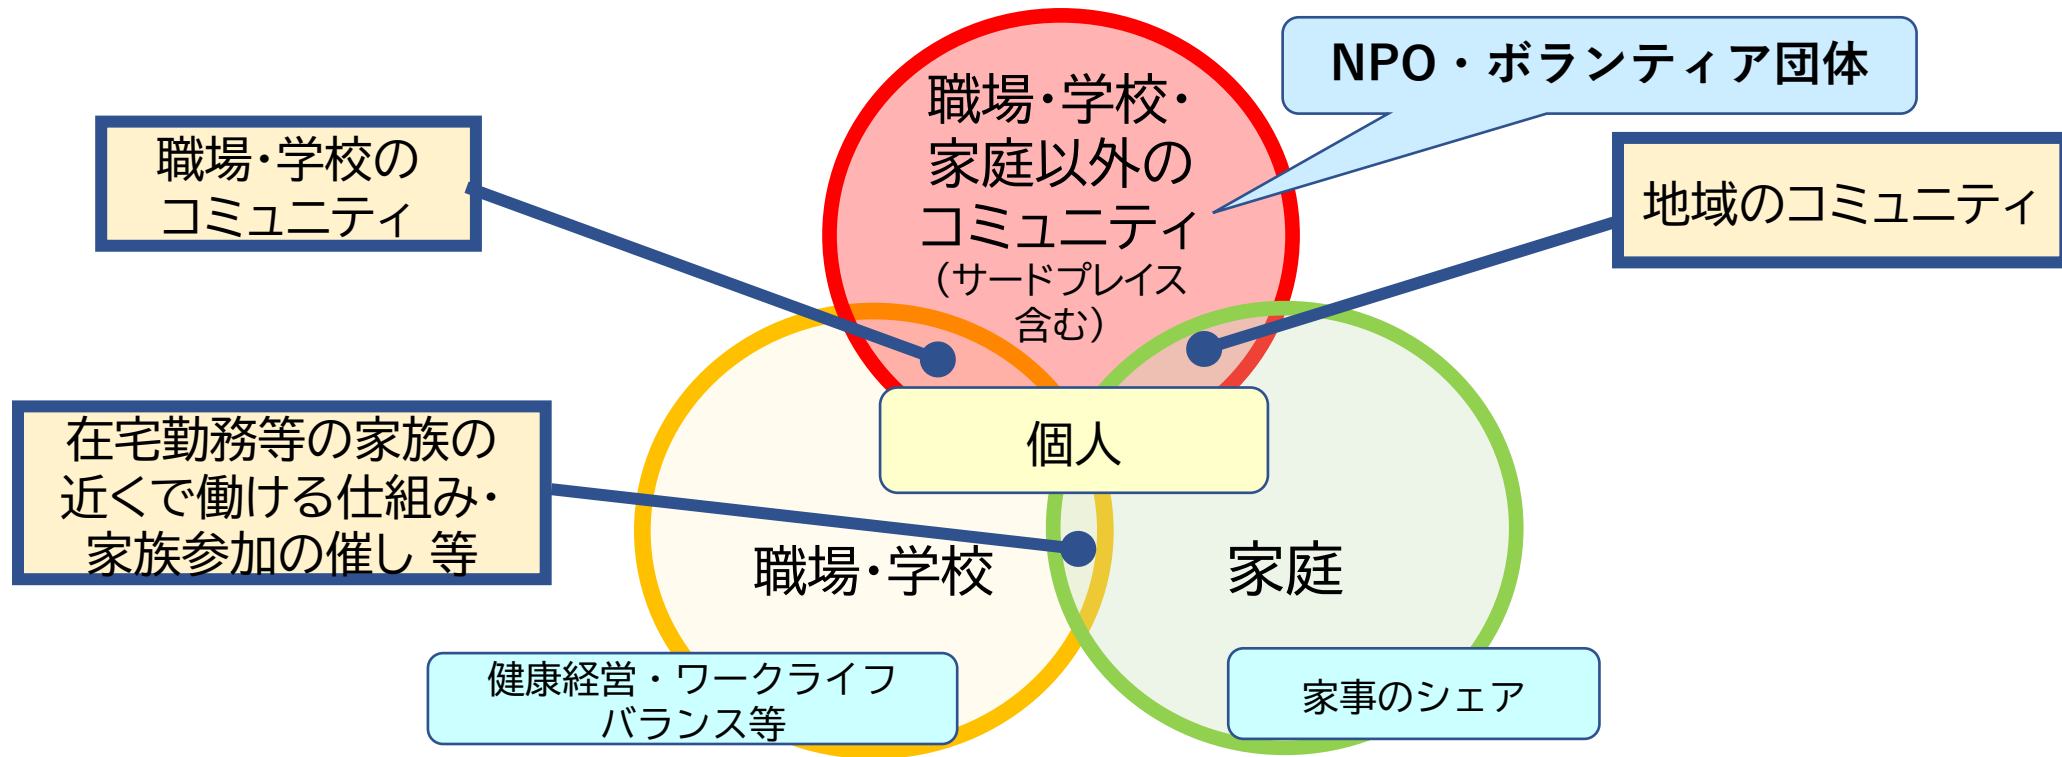 NPO・ボランティア団体
職場・学校・
家庭以外の
コミュニティ
（サードプレイス
含む）
職場・学校の
コミュニティ
地域のコミュニティ
個人
在宅勤務等の家族の
近くで働ける仕組み・
家族参加の催し 等
職場・学校
家庭
健康経営・ワークライフ
バランス等
家事のシェア